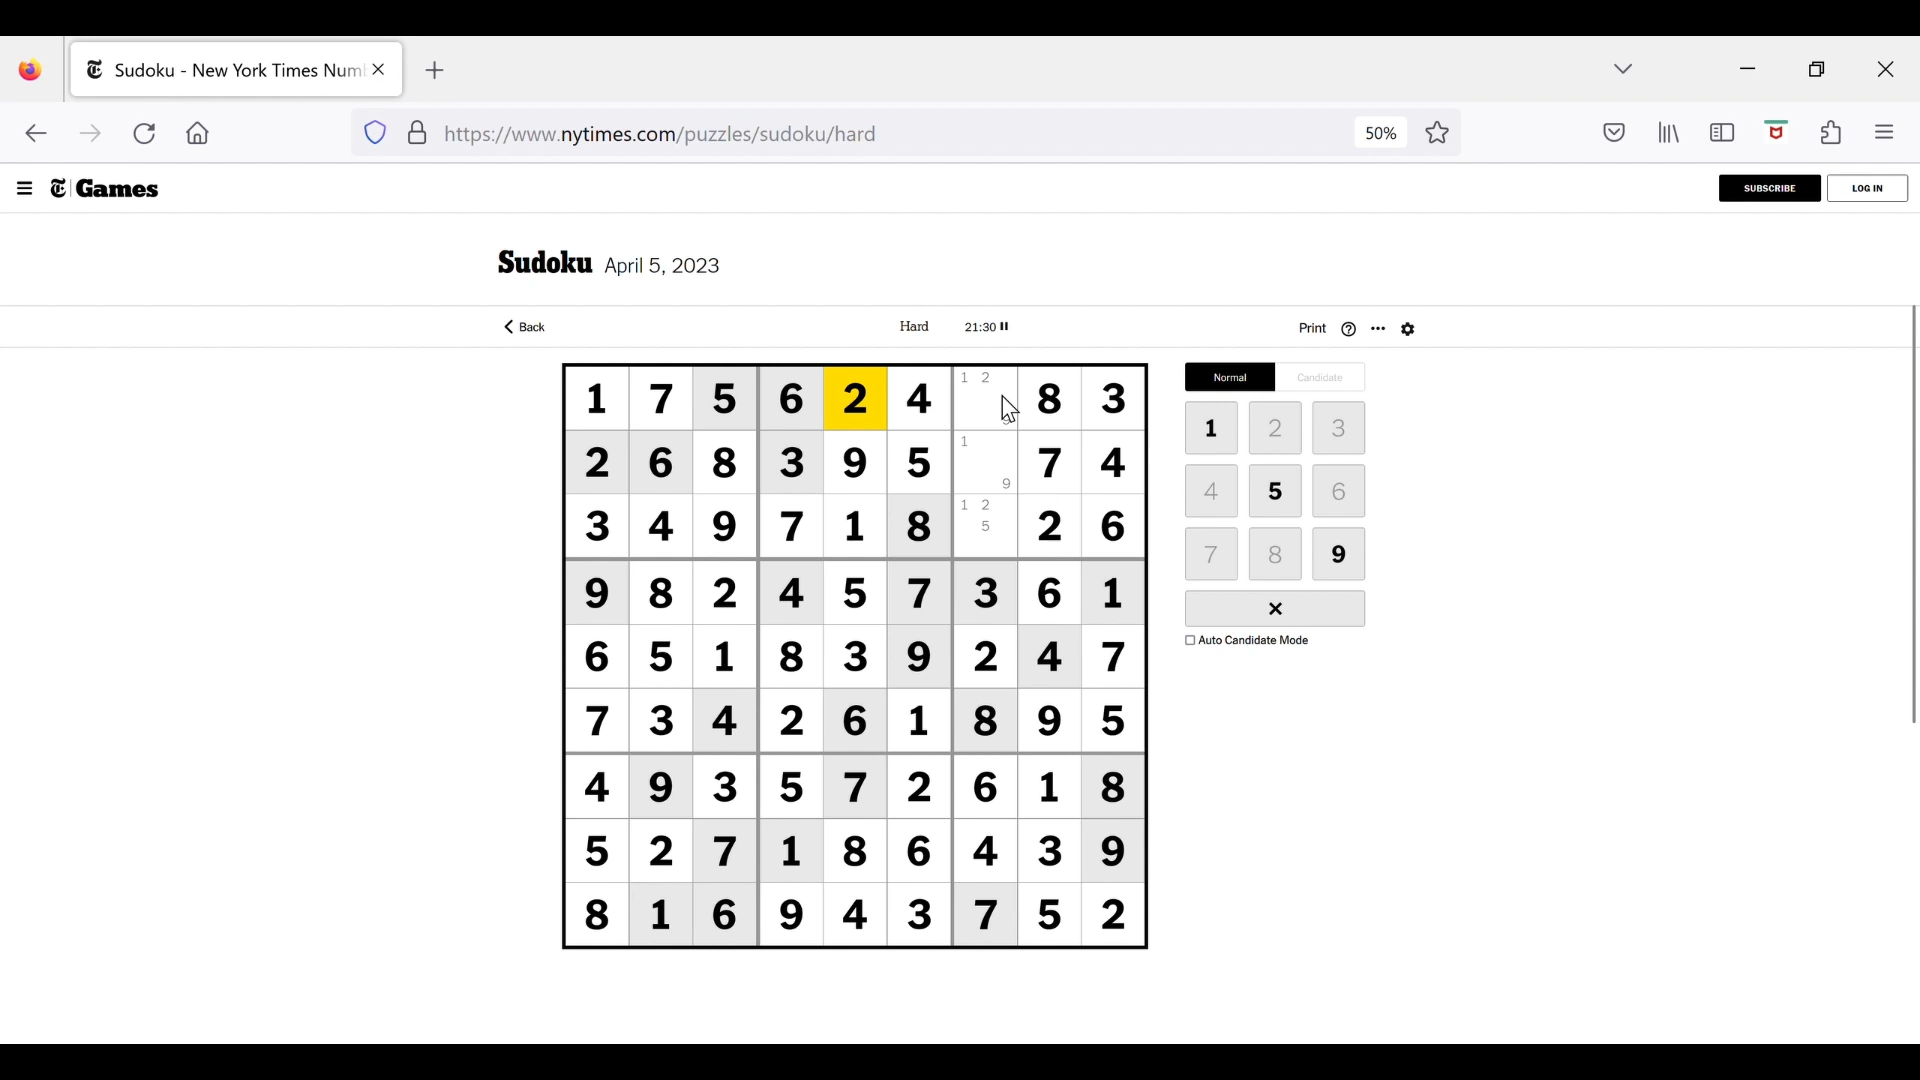 Sudoku - New York Times Num
https://www.nytimes.com/puzzles/sudoku/hard 50%
Games
SUBSCRIBE LOG IN
Sudoku April 5, 2023
Back Hard 21:30 Print
Normal Candidate
1 7 5 6 2 4 1 2 9 8 3
2 6 8 3 9 5 1 9 7 4
3 4 9 7 1 8 1 2 5 2 6
9 8 2 4 5 7 3 6 1
6 5 1 8 3 9 2 4 7
7 3 4 2 6 1 8 9 5
4 9 3 5 7 2 6 1 8
5 2 7 1 8 6 4 3 9
8 1 6 9 4 3 7 5 2
1 2 3
4 5 6
7 8 9
Auto Candidate Mode